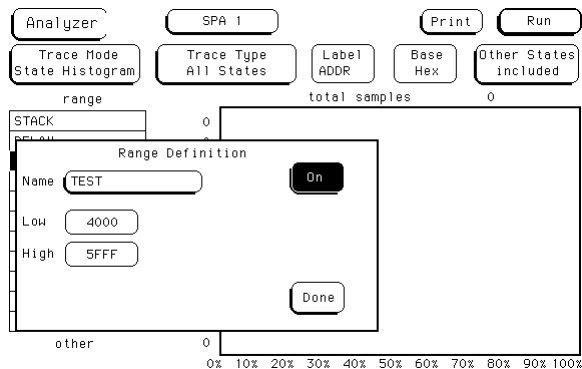 Analyzer SPA 1 Print Run
Trace Mode Trace Type Label Base Other States
State Histogram All States ADDR Hex included
range total samples 0
STACK 0
DELAY
Range Definition
Name TEST On
Low 4000
High 5FFF
Done
other 0
0% 10% 20% 30% 40% 50% 60% 70% 80% 90% 100%